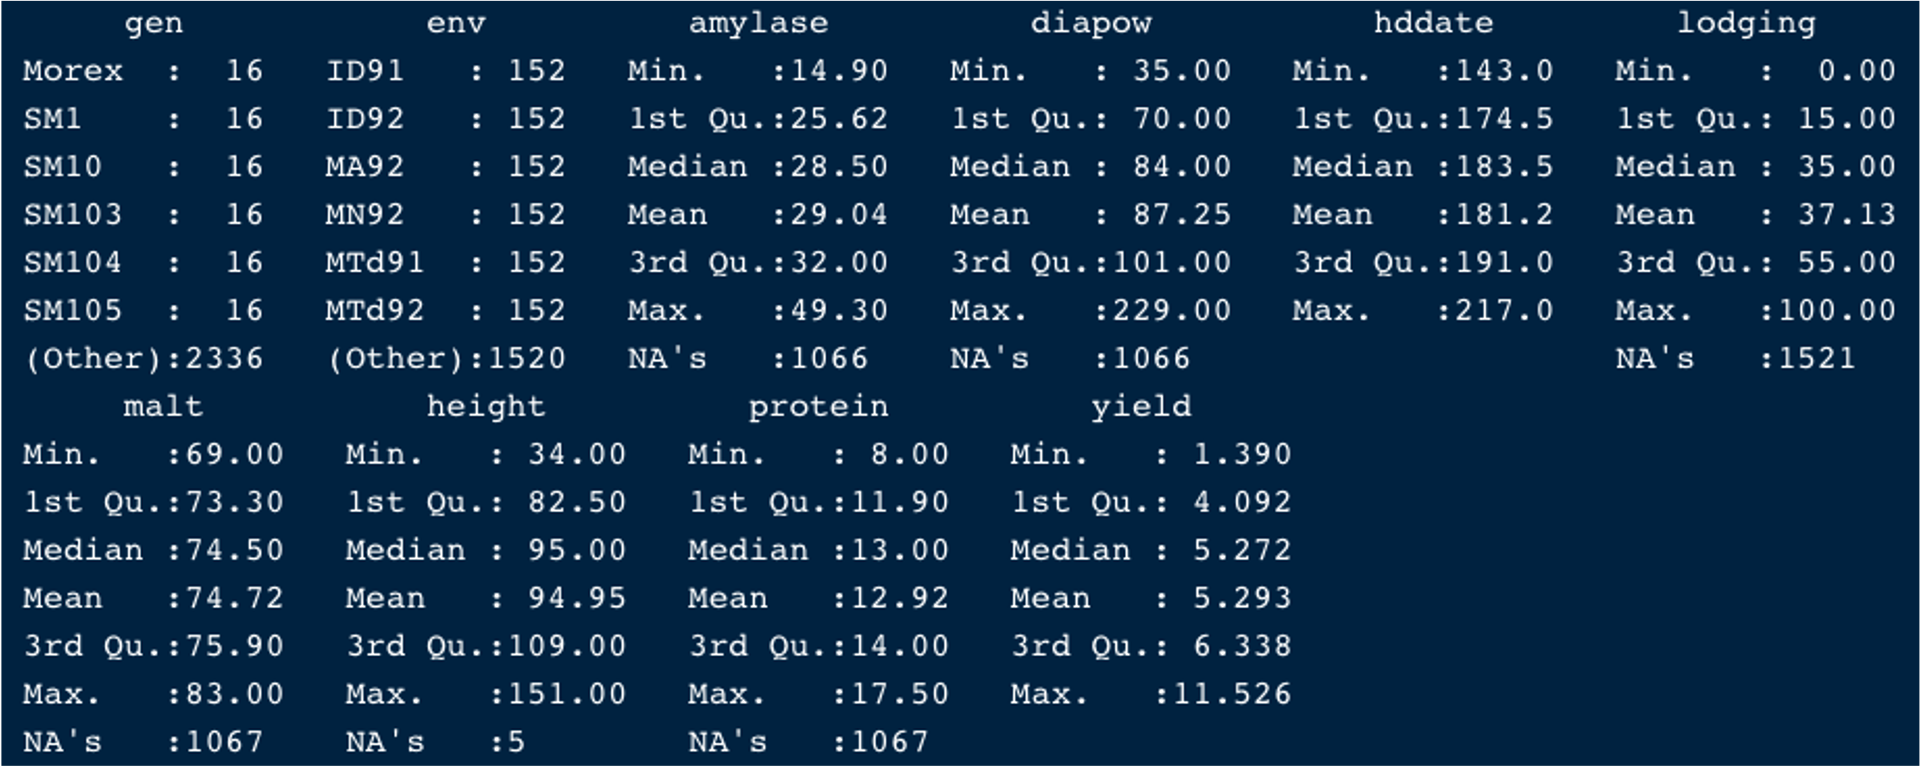 gen             env          amylase          diapow           hddate         lodging
Morex  :  16   ID91   : 152   Min.   :14.90   Min.   : 35.00   Min.   :143.0   Min.   :  0.00
SM1    :  16   ID92   : 152   1st Qu.:25.62   1st Qu.: 70.00   1st Qu.:174.5   1st Qu.: 15.00
SM10   :  16   MA92   : 152   Median :28.50   Median : 84.00   Median :183.5   Median : 35.00
SM103  :  16   MN92   : 152   Mean   :29.04   Mean   : 87.25   Mean   :181.2   Mean   : 37.13
SM104  :  16   MTd91  : 152   3rd Qu.:32.00   3rd Qu.:101.00   3rd Qu.:191.0   3rd Qu.: 55.00
SM105  :  16   MTd92  : 152   Max.   :49.30   Max.   :229.00   Max.   :217.0   Max.   :100.00
(Other):2336   (Other):1520   NA's   :1066    NA's   :1066                     NA's   :1521
     malt           height          protein          yield
Min.   :69.00   Min.   : 34.00   Min.   : 8.00   Min.   : 1.390
1st Qu.:73.30   1st Qu.: 82.50   1st Qu.:11.90   1st Qu.: 4.092
Median :74.50   Median : 95.00   Median :13.00   Median : 5.272
Mean   :74.72   Mean   : 94.95   Mean   :12.92   Mean   : 5.293
3rd Qu.:75.90   3rd Qu.:109.00   3rd Qu.:14.00   3rd Qu.: 6.338
Max.   :83.00   Max.   :151.00   Max.   :17.50   Max.   :11.526
NA's   :1067    NA's   :5        NA's   :1067